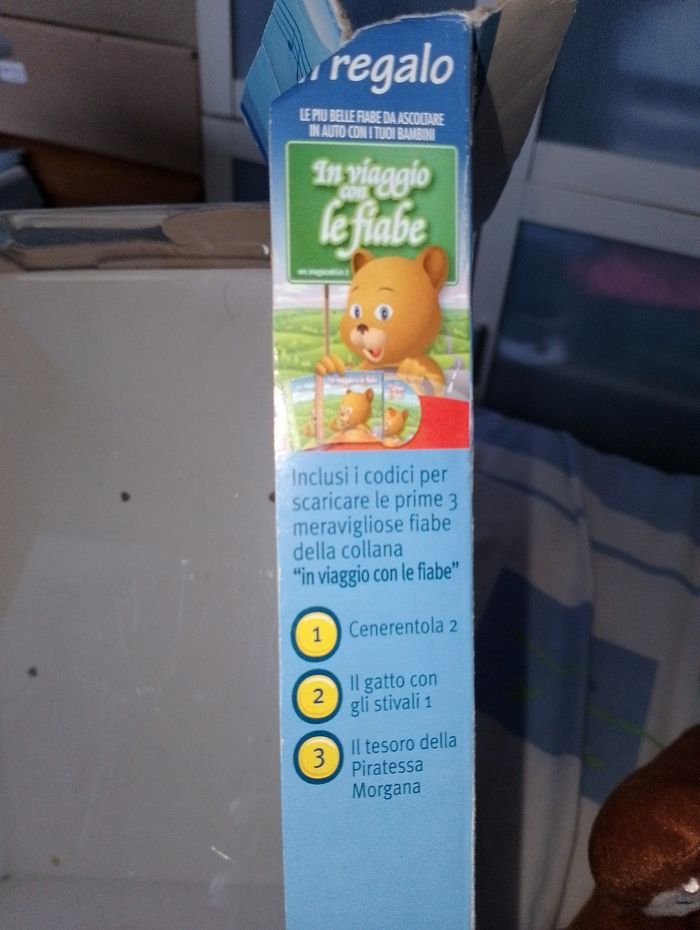 regalo
LE PIU BELLE FIABE DA ASCOLTARE
IN AUTO CON I TUOI BAMBINI
In viaggio
con
le fiabe
Inclusi i codici per
scaricare le prime 3
meravigliose fiabe
della collana
“in viaggio con le fiabe”
1 Cenerentola 2
2 Il gatto con
gli stivali 1
3 Il tesoro della
Piratessa
Morgana